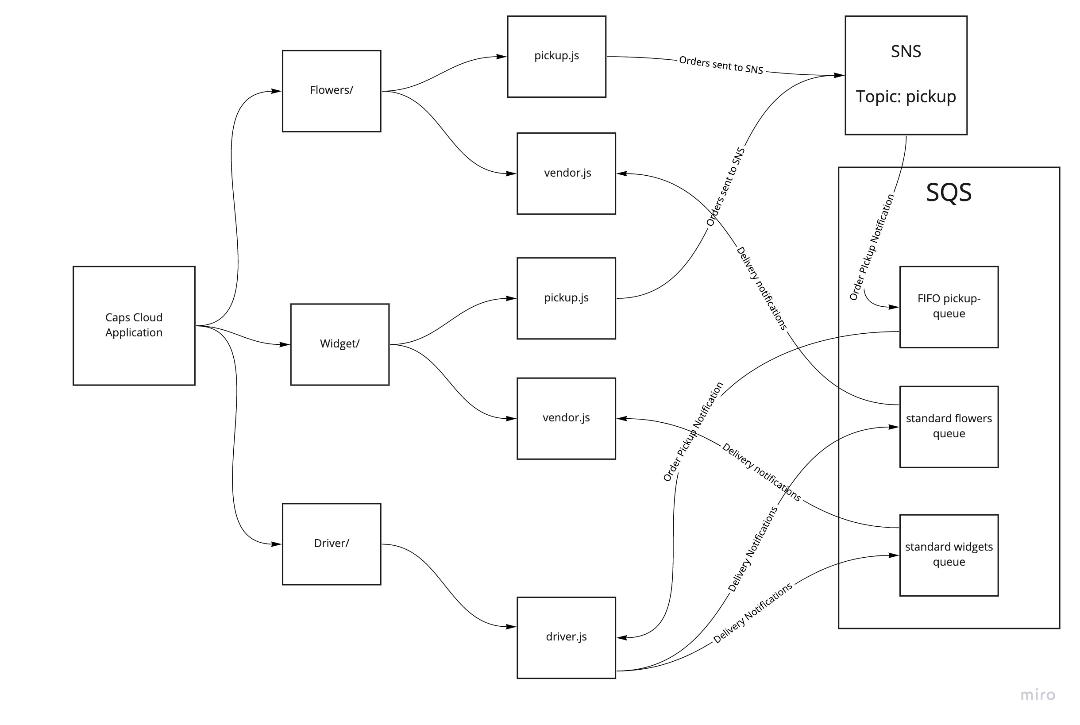 pickup.js
Orders sent to SNS
SNS
Topic: pickup
Flowers/
vendor.js
Orders sent to SNS
SQS
Order Pickup Notification
Delivery notifications
Caps Cloud
Application
pickup.js
FIFO pickup-
queue
Widget/
vendor.js
Order Pickup Notification
standard flowers
queue
Delivery notifications
Driver/
Delivery Notifications
standard widgets
queue
driver.js
Delivery Notifications
miro